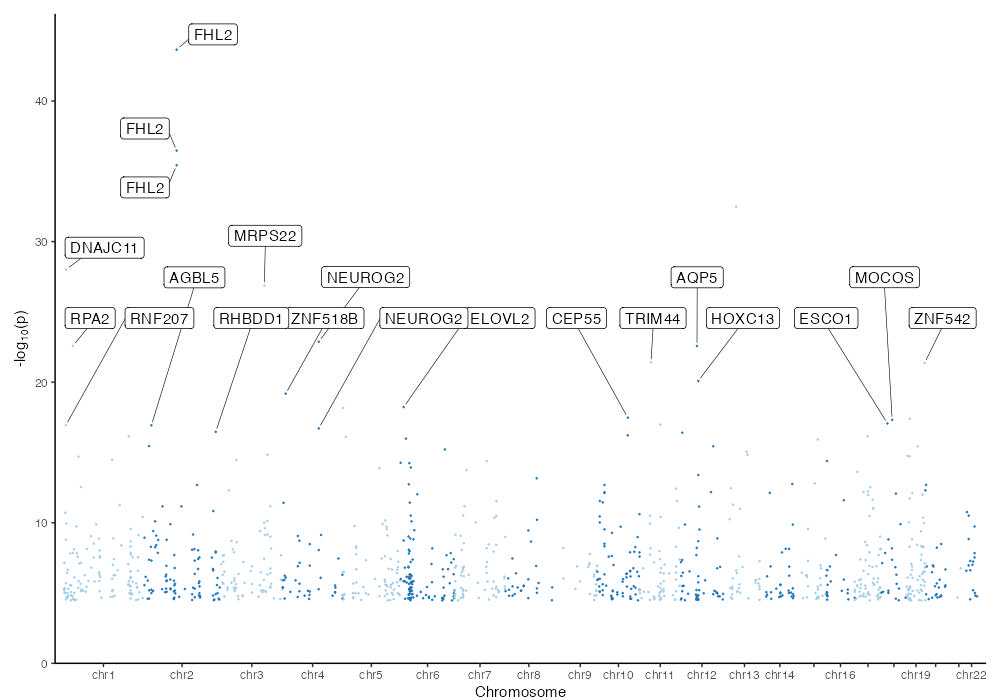 FHL2
40
FHL2
FHL2
MRPS22
30
DNAJC11
AGBL5
NEUROG2
AQP5
MOCOS
RPA2
RNF207
RHBDD1
ZNF518B
NEUROG2
ELOVL2
CEP55
TRIM44
HOXC13
ESCO1
ZNF542
-log₁₀(p)
20
10
0
chr1 chr2 chr3 chr4 chr5 chr6 chr7 chr8 chr9 chr10 chr11 chr12 chr13 chr14 chr16 chr19 chr22
Chromosome